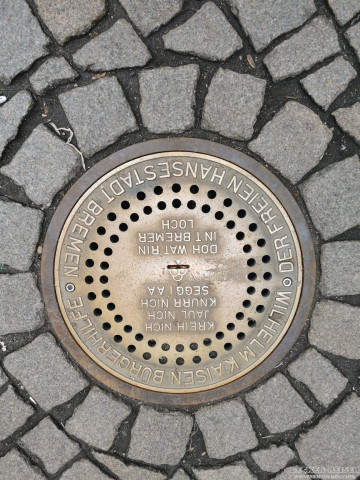 WILHELM KAISEN BÜRGERHILFE
DER FREIEN HANSESTADT BREMEN
KREIH NICH
JAUL NICH
KNURR NICH
SEGG I AA
DOH WAT RIN
INT BREMER
LOCH